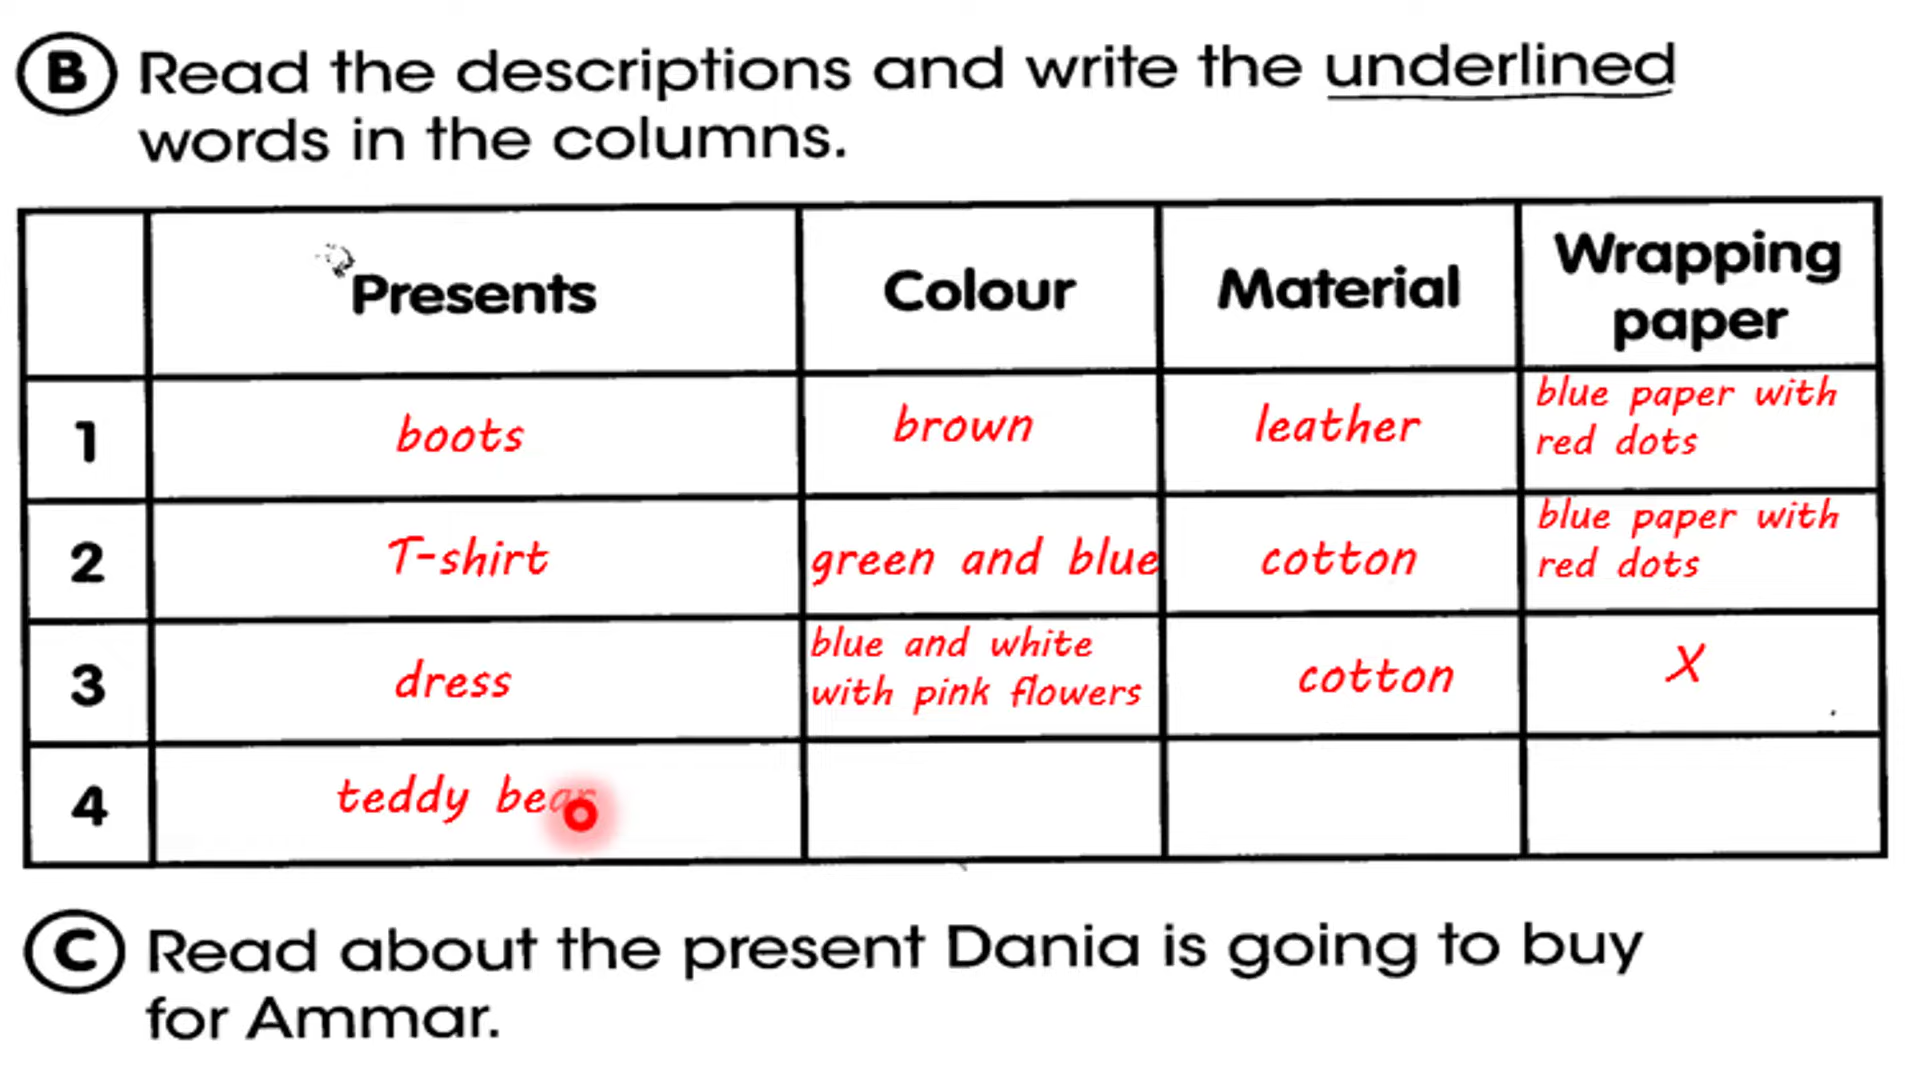 B Read the descriptions and write the underlined
words in the columns.
Presents Colour Material Wrapping paper
1 boots brown leather blue paper with
red dots
2 T-shirt green and blue cotton blue paper with
red dots
3 dress blue and white
with pink flowers cotton X
4 teddy bear
C Read about the present Dania is going to buy
for Ammar.